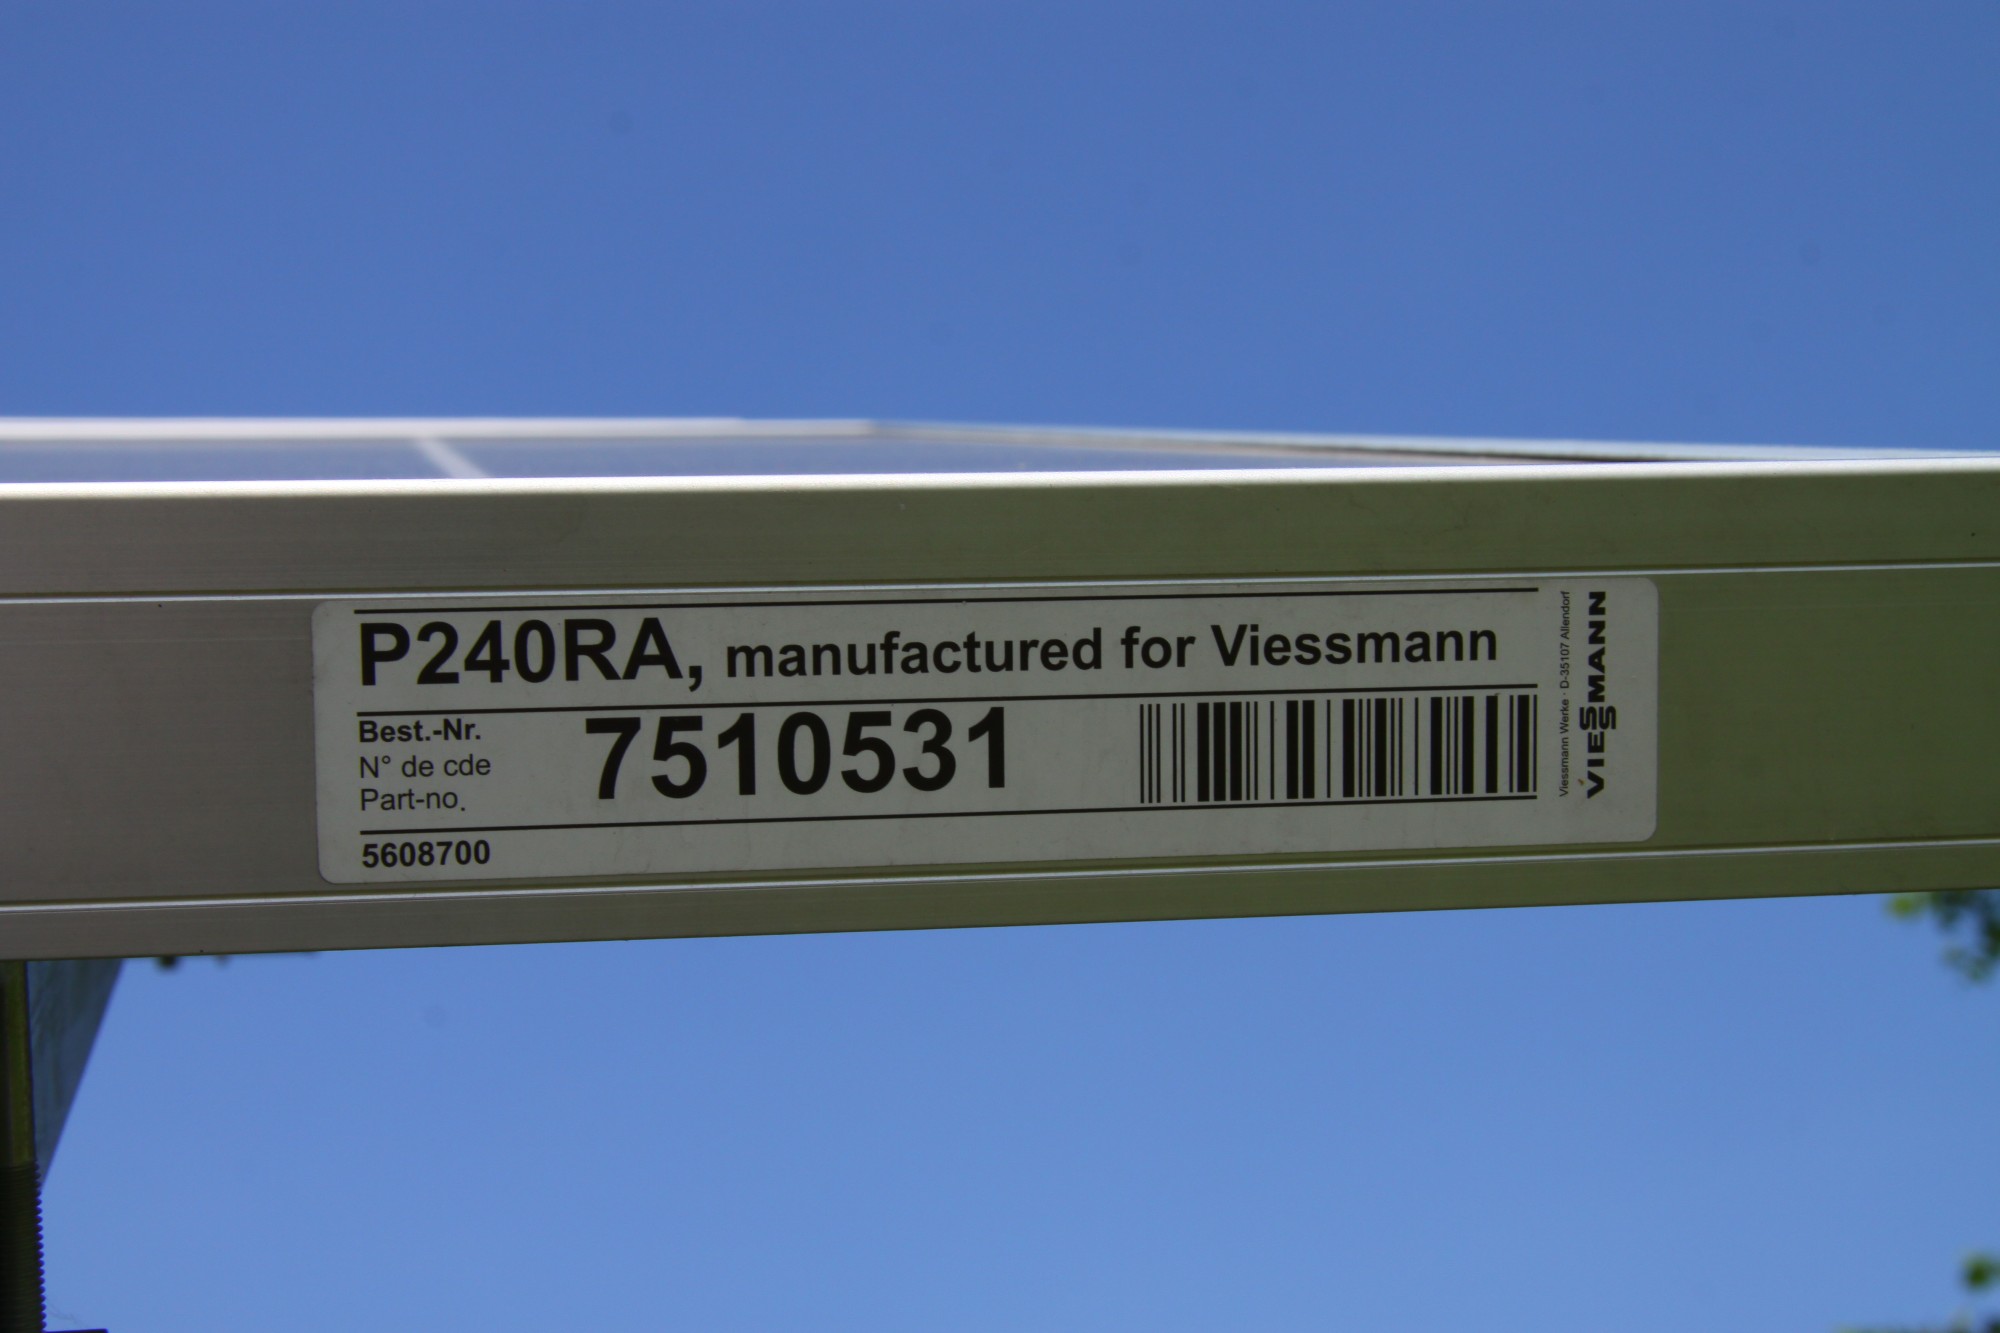 P240RA, manufactured for Viessmann
Best.-Nr.
N° de cde
Part-no.
7510531
5608700
Viessmann Werke · D-35107 Allendorf
VIESSMANN